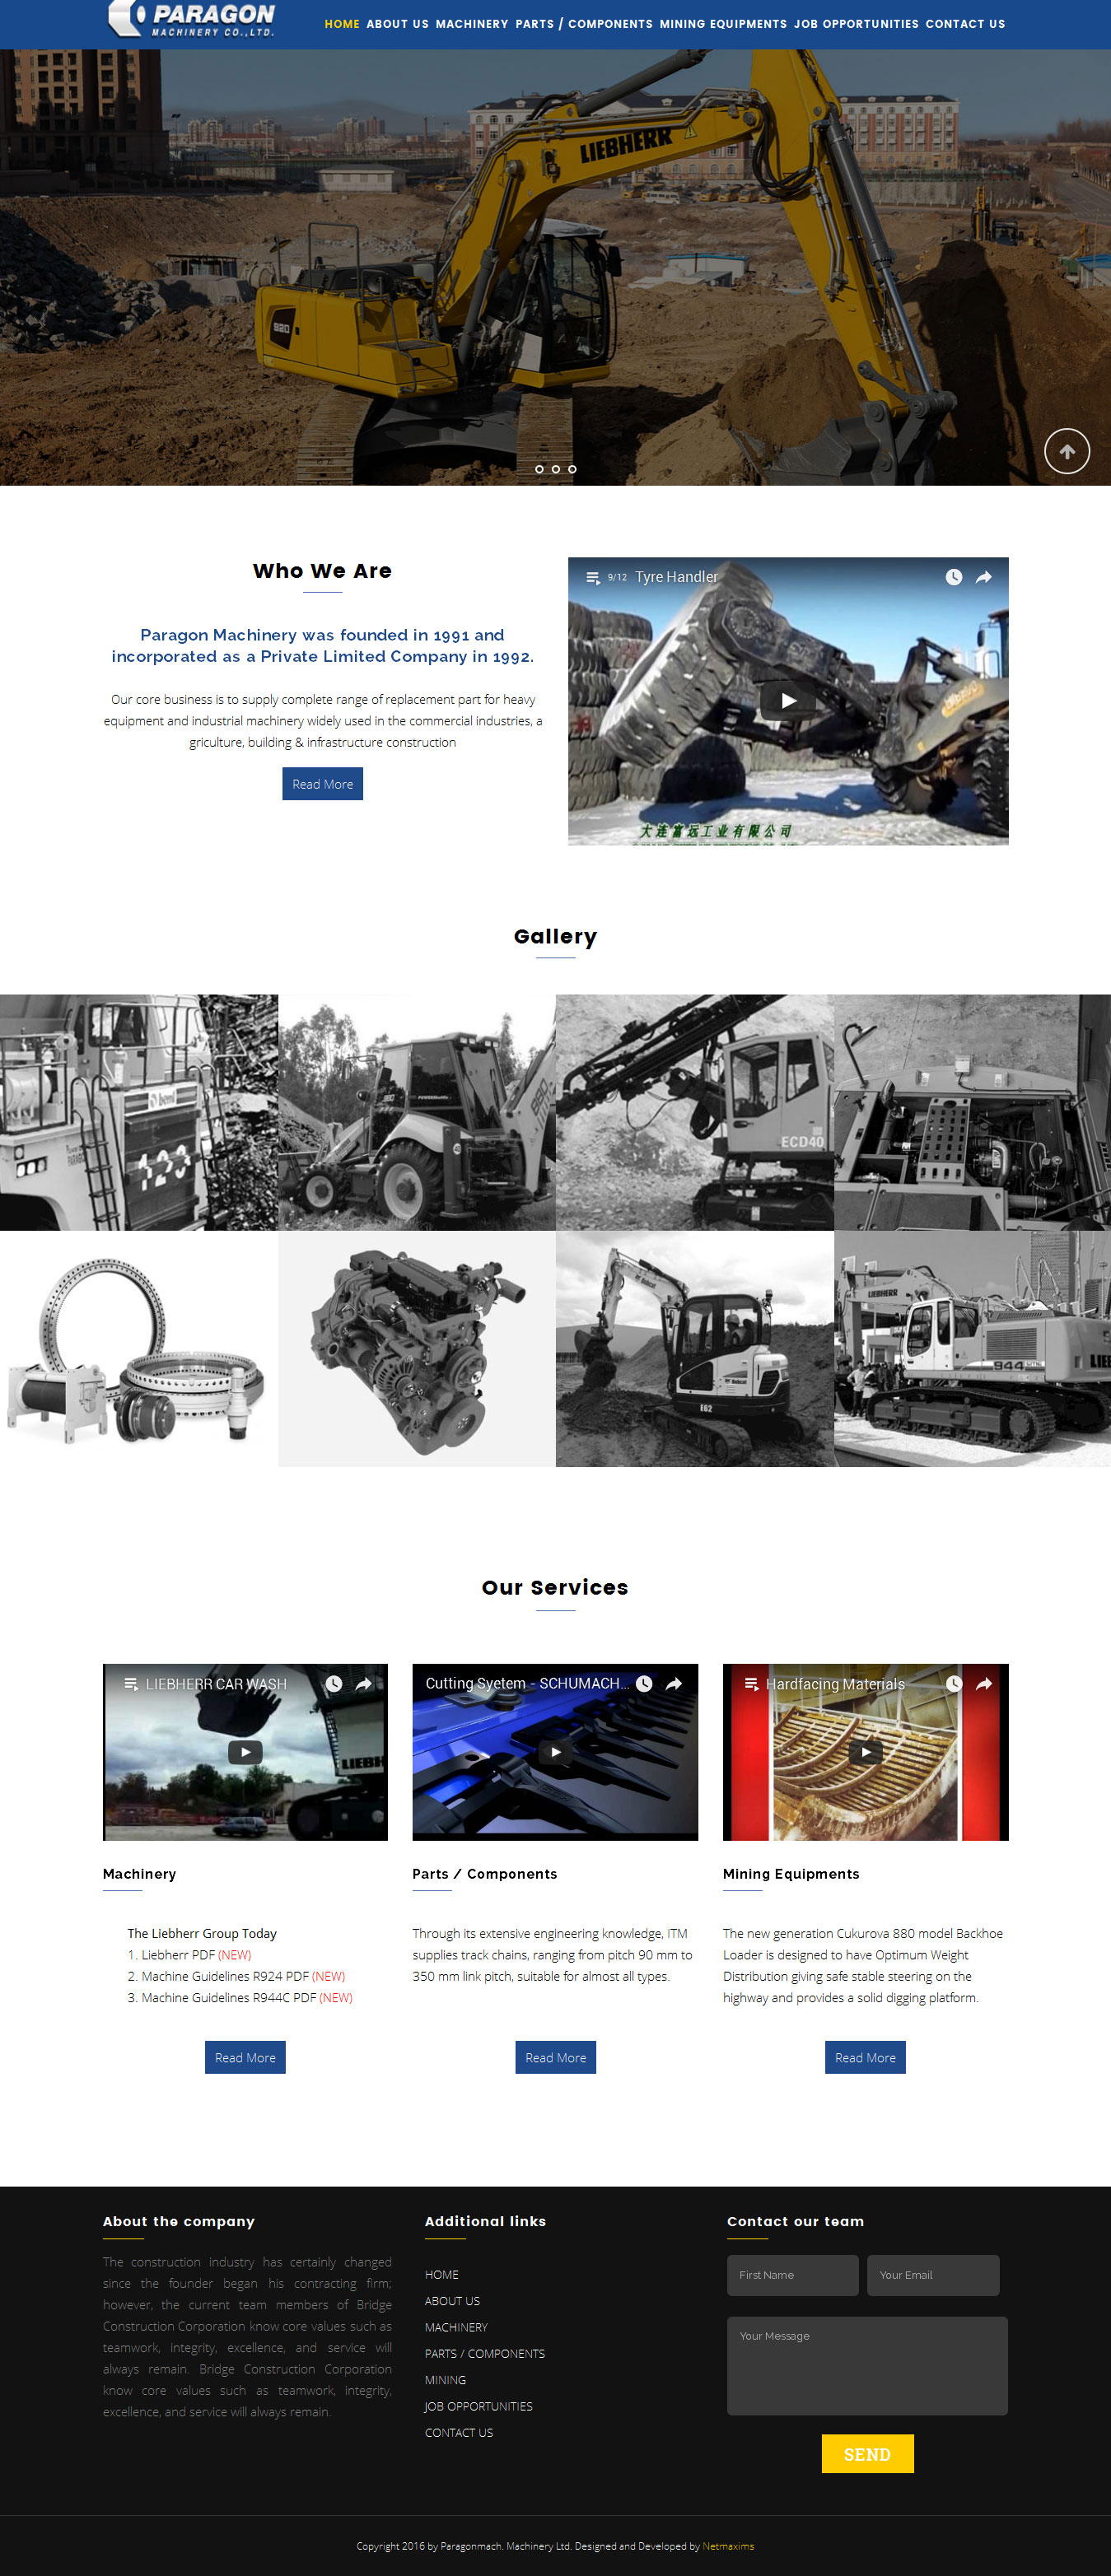 PARAGON
MACHINERY CO.,LTD.
HOME ABOUT US MACHINERY PARTS / COMPONENTS MINING EQUIPMENTS JOB OPPORTUNITIES CONTACT US
LIEBHERR
920
Who We Are
Paragon Machinery was founded in 1991 and
incorporated as a Private Limited Company in 1992.
Our core business is to supply complete range of replacement part for heavy
equipment and industrial machinery widely used in the commercial industries, a
griculture, building & infrastructure construction
Read More
9/12 Tyre Handler
大连富远工业有限公司
Gallery
123
ECD40
Bobcat
E62
LIEBHERR
944
Our Services
LIEBHERR CAR WASH
LIEBH
Cutting Syetem - SCHUMACH...
Hardfacing Materials
Machinery
The Liebherr Group Today
1. Liebherr PDF (NEW)
2. Machine Guidelines R924 PDF (NEW)
3. Machine Guidelines R944C PDF (NEW)
Read More
Parts / Components
Through its extensive engineering knowledge, ITM
supplies track chains, ranging from pitch 90 mm to
350 mm link pitch, suitable for almost all types.
Read More
Mining Equipments
The new generation Cukurova 880 model Backhoe
Loader is designed to have Optimum Weight
Distribution giving safe stable steering on the
highway and provides a solid digging platform.
Read More
About the company
The construction industry has certainly changed
since the founder began his contracting firm;
however, the current team members of Bridge
Construction Corporation know core values such as
teamwork, integrity, excellence, and service will
always remain. Bridge Construction Corporation
know core values such as teamwork, integrity,
excellence, and service will always remain.
Additional links
HOME
ABOUT US
MACHINERY
PARTS / COMPONENTS
MINING
JOB OPPORTUNITIES
CONTACT US
Contact our team
First Name
Your Email
Your Message
SEND
Copyright 2016 by Paragonmach. Machinery Ltd. Designed and Developed by Netmaxims